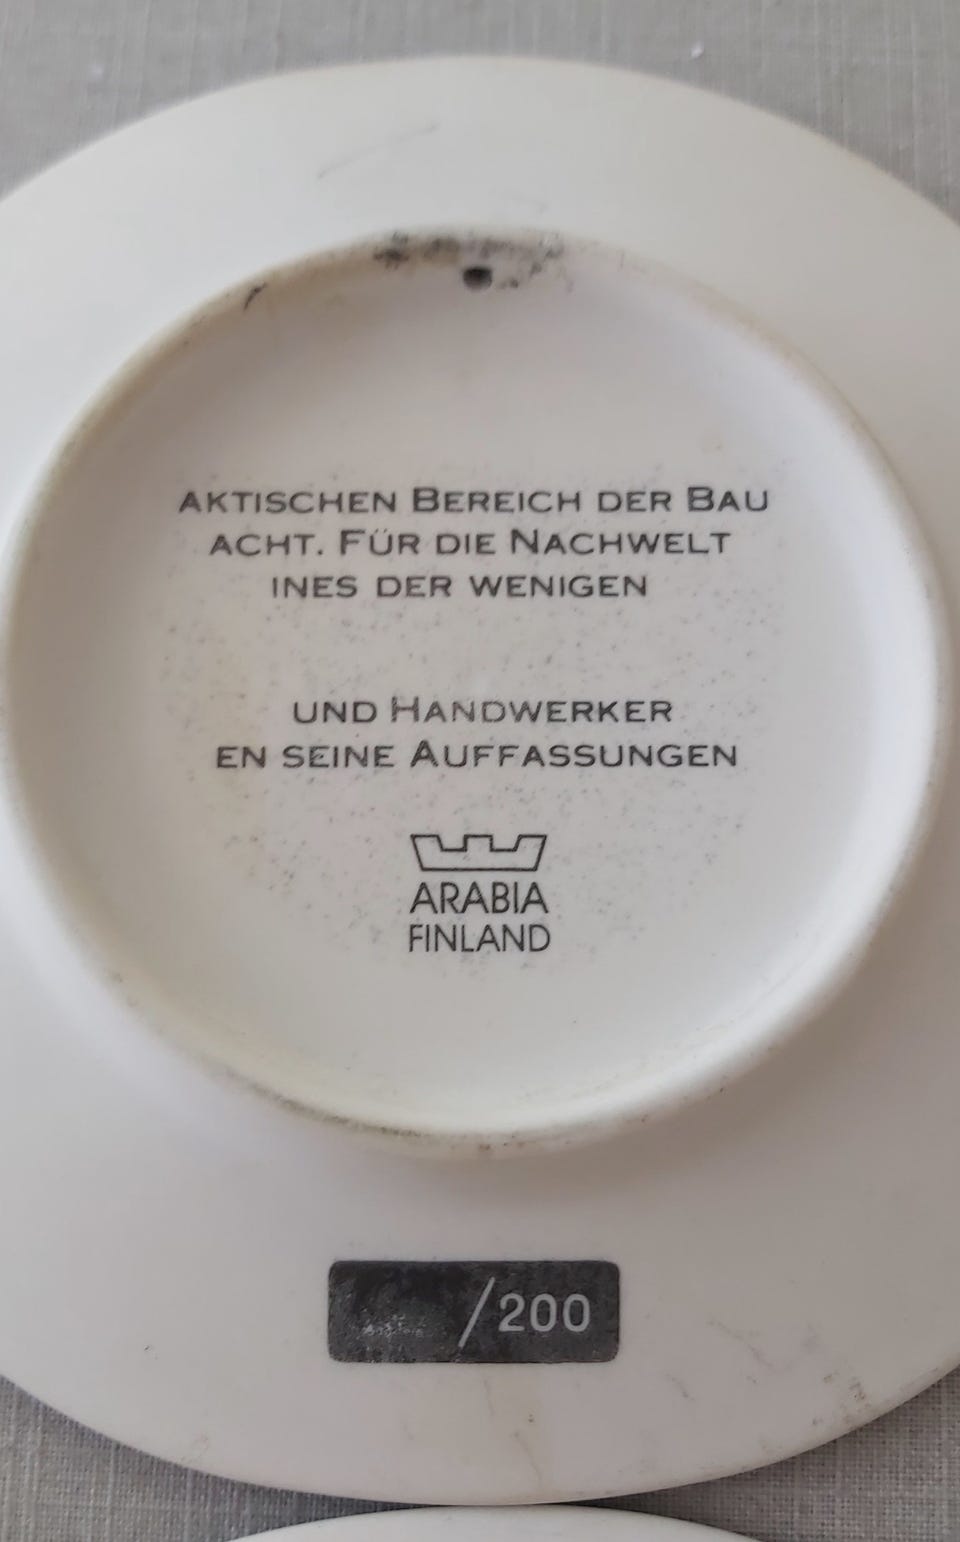 AKTISCHEN BEREICH DER BAU
ACHT. FÜR DIE NACHWELT
INES DER WENIGEN
UND HANDWERKER
EN SEINE AUFFASSUNGEN
ARABIA
FINLAND
/200